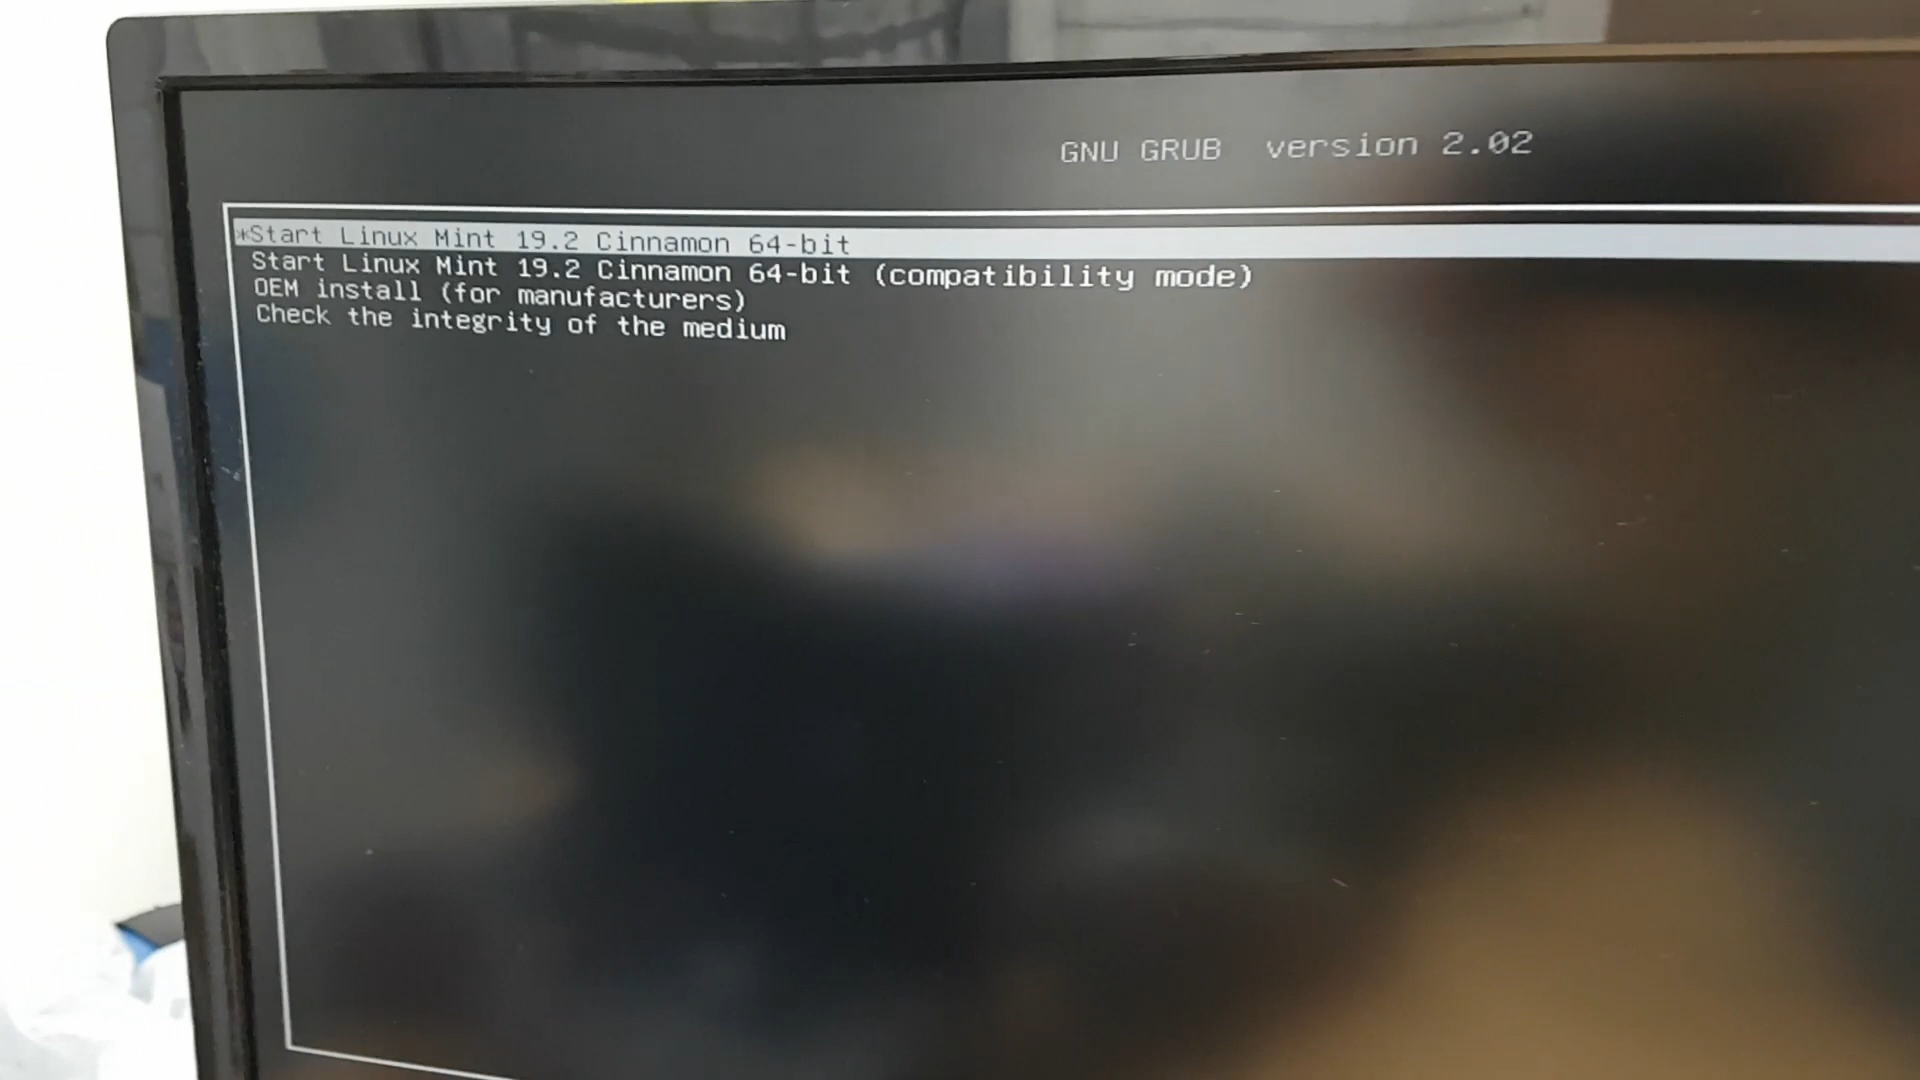 GNU GRUB version 2.02
*Start Linux Mint 19.2 Cinnamon 64-bit
Start Linux Mint 19.2 Cinnamon 64-bit (compatibility mode)
OEM install (for manufacturers)
Check the integrity of the medium